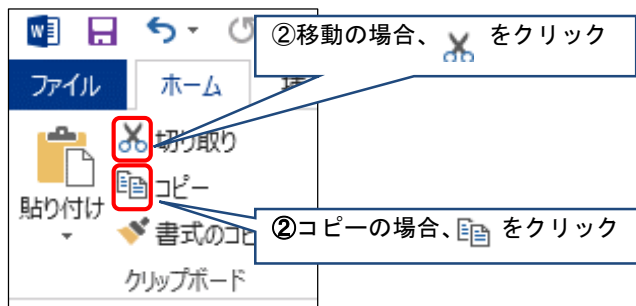 ②移動の場合、 をクリック
ファイル ホーム
切り取り
コピー
貼り付け
書式のコピ
②コピーの場合、 をクリック
クリップボード